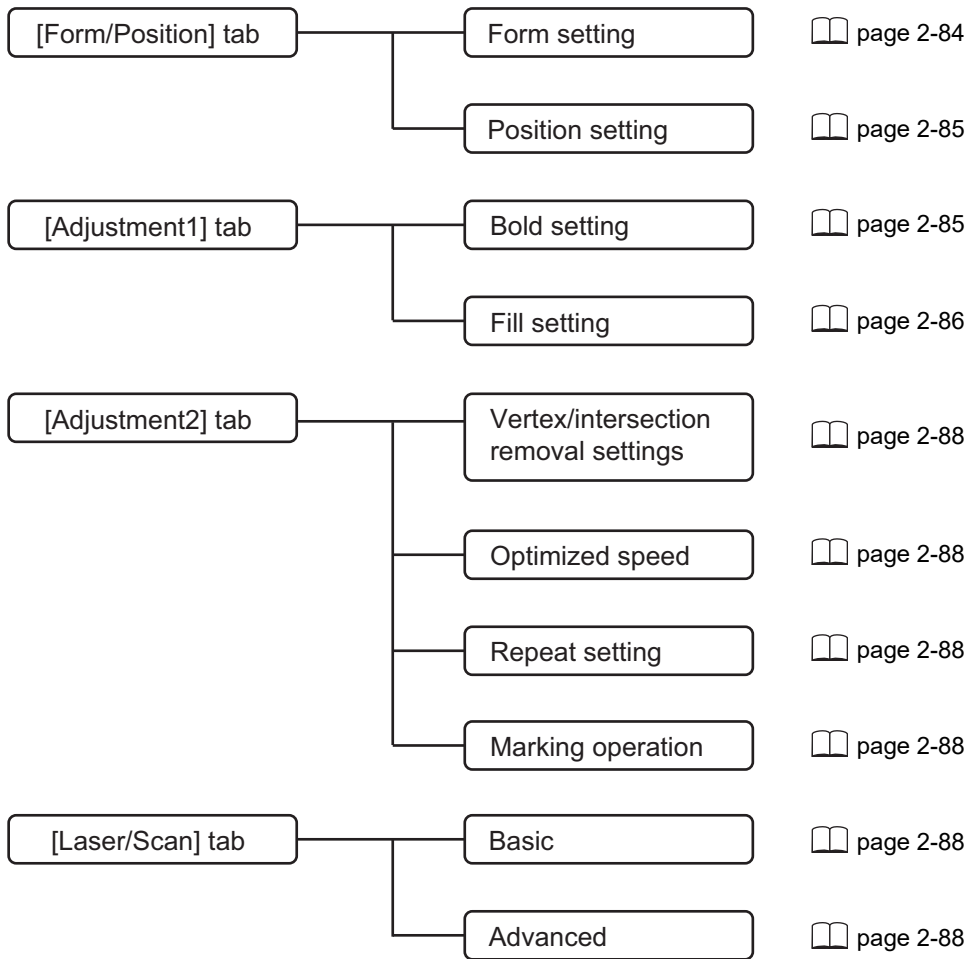 [Form/Position] tab
Form setting
page 2-84
Position setting
page 2-85
[Adjustment1] tab
Bold setting
page 2-85
Fill setting
page 2-86
[Adjustment2] tab
Vertex/intersection
removal settings
page 2-88
Optimized speed
page 2-88
Repeat setting
page 2-88
Marking operation
page 2-88
[Laser/Scan] tab
Basic
page 2-88
Advanced
page 2-88